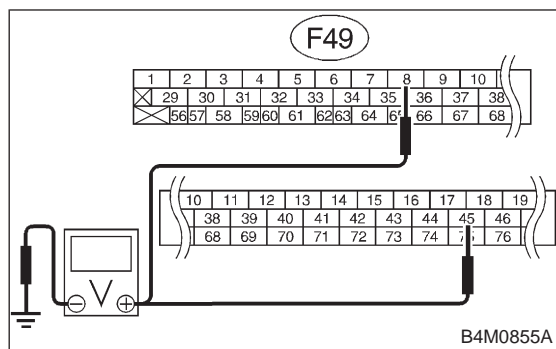 F49
1 2 3 4 5 6 7 8 9 10
29 30 31 32 33 34 35 36 37 38
56 57 58 59 60 61 62 63 64 65 66 67 68
10 11 12 13 14 15 16 17 18 19
38 39 40 41 42 43 44 45 46
68 69 70 71 72 73 74 75 76
V
− +
B4M0855A